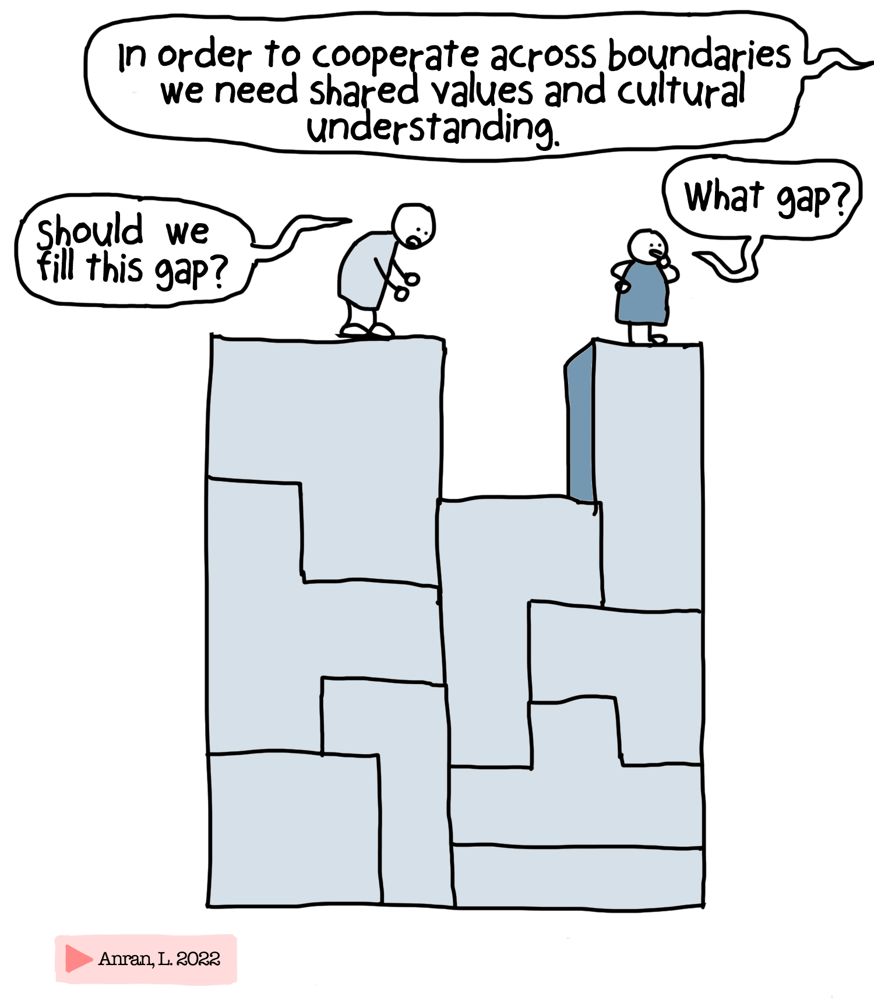 In order to cooperate across boundaries
we need shared values and cultural
understanding.
What gap?
Should we
fill this gap?
Anran, L. 2022